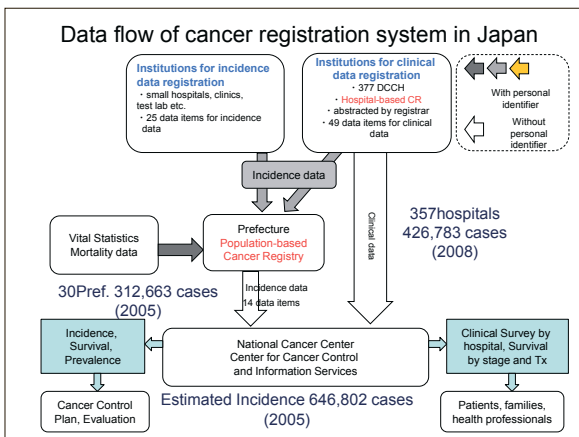 Data flow of cancer registration system in Japan
Institutions for incidence
data registration
・small hospitals, clinics,
test lab etc.
・25 data items for incidence
data
Institutions for clinical
data registration
・377 DCCH
・Hospital-based CR
・abstracted by registrar
・49 data items for clinical
data
With personal
identifier
Without
personal
identifier
Incidence data
Clinical data
357hospitals
426,783 cases
(2008)
Vital Statistics
Mortality data
Prefecture
Population-based
Cancer Registry
30Pref. 312,663 cases
(2005)
Incidence data
14 data items
Incidence,
Survival,
Prevalence
National Cancer Center
Center for Cancer Control
and Information Services
Clinical Survey by
hospital, Survival
by stage and Tx
Cancer Control
Plan, Evaluation
Estimated Incidence 646,802 cases
(2005)
Patients, families,
health professionals